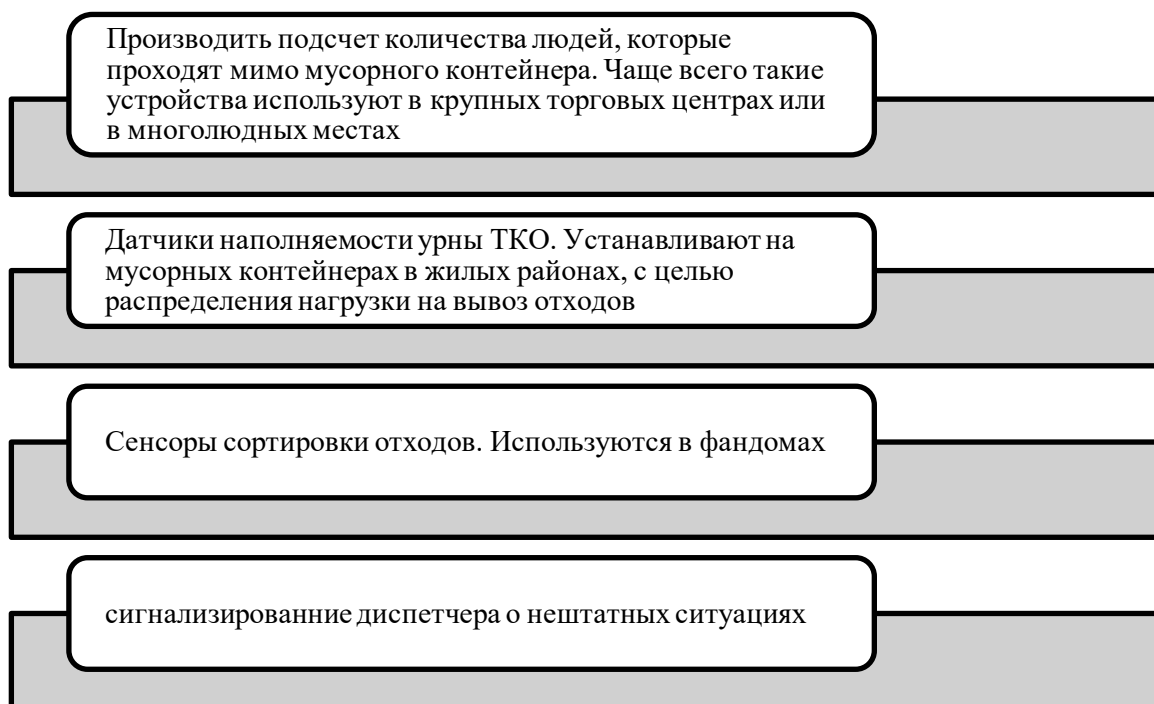 Производить подсчет количества людей, которые
проходят мимо мусорного контейнера. Чаще всего такие
устройства используют в крупных торговых центрах или
в многолюдных местах
Датчики наполняемости урны ТКО. Устанавливают на
мусорных контейнерах в жилых районах, с целью
распределения нагрузки на вывоз отходов
Сенсоры сортировки отходов. Используются в фандомах
сигнализированние диспетчера о нештатных ситуациях